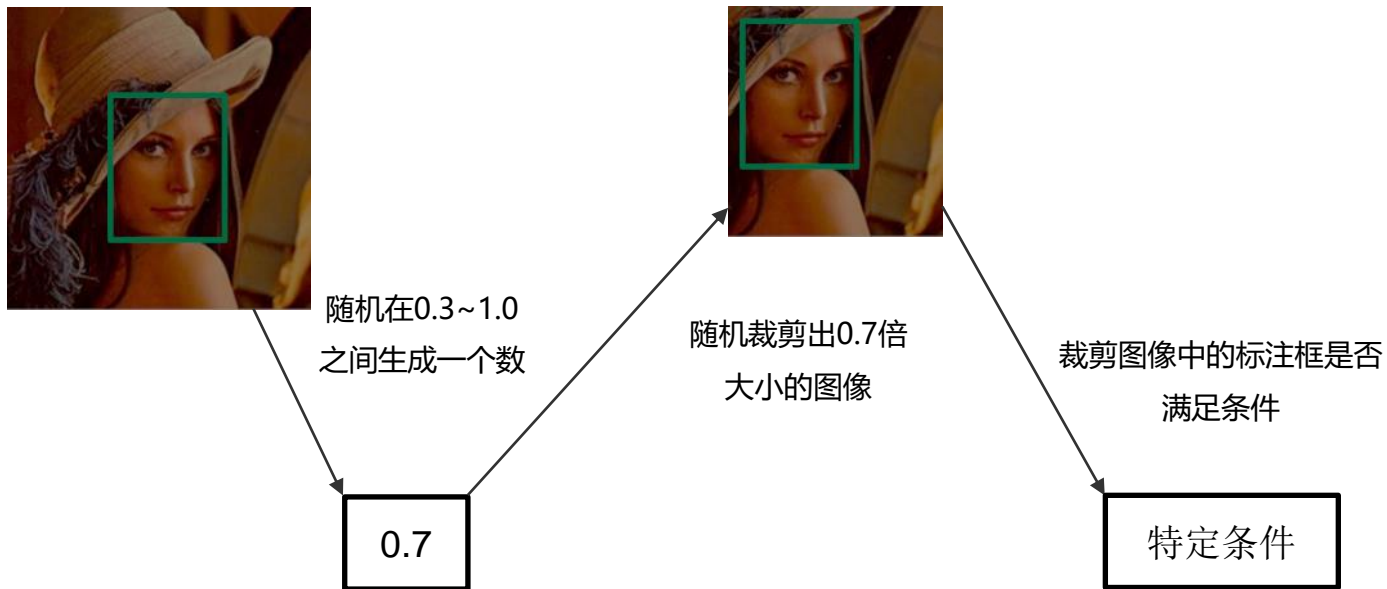 随机在0.3~1.0
之间生成一个数
0.7
随机裁剪出0.7倍
大小的图像
裁剪图像中的标注框是否
满足条件
特定条件